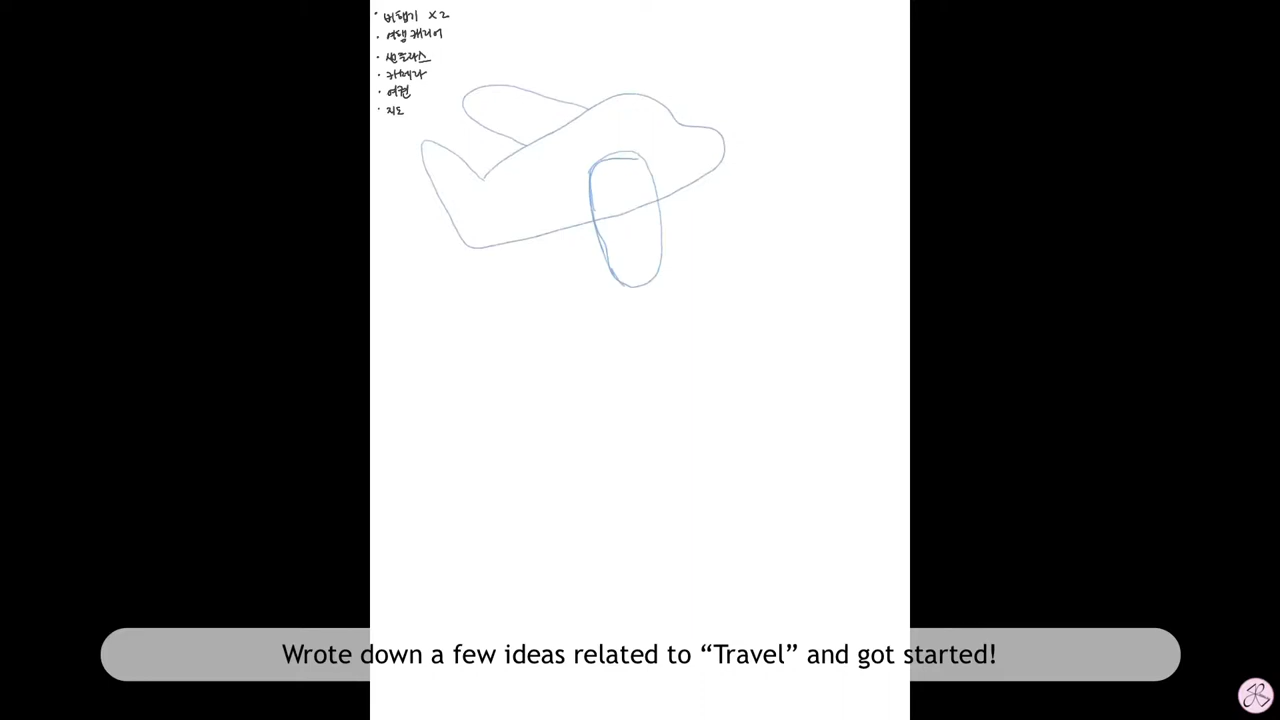 · 비행기 x2
· 여행 캐리어
· 썬글라스
· 카메라
· 여권
· 지도
Wrote down a few ideas related to “Travel” and got started!